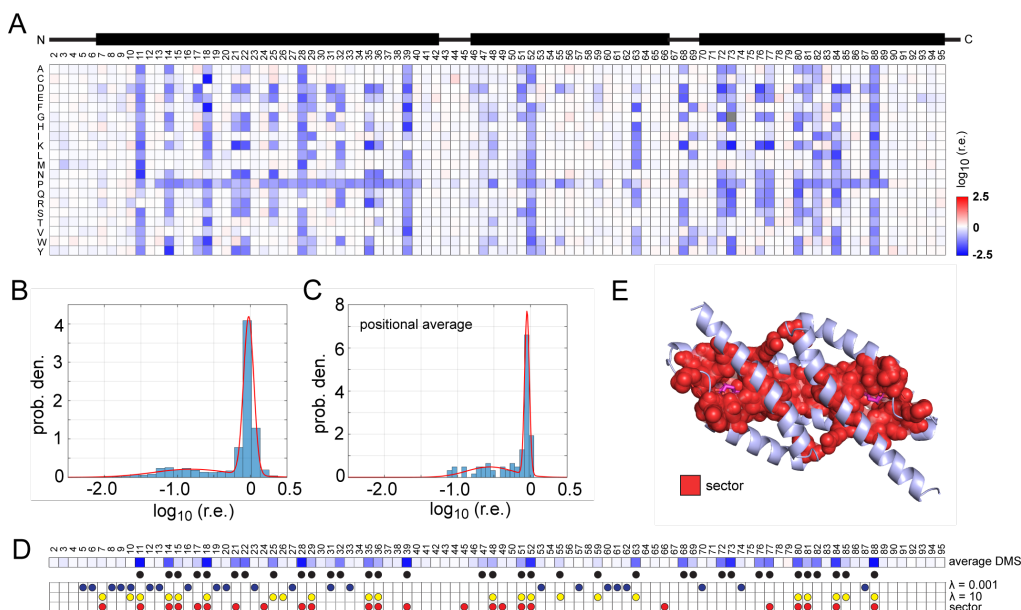 A
N
C
2 3 4 5 6 7 8 9 10 11 12 13 14 15 16 17 18 19 20 21 22 23 24 25 26 27 28 29 30 31 32 33 34 35 36 37 38 39 40 41 42 43 44 45 46 47 48 49 50 51 52 53 54 55 56 57 58 59 60 61 62 63 64 65 66 67 68 69 70 71 72 73 74 75 76 77 78 79 80 81 82 83 84 85 86 87 88 89 90 91 92 93 94 95
A
C
D
E
F
G
H
I
K
L
M
N
P
Q
R
S
T
V
W
Y
log10 (r.e.)
2.5
0
-2.5
B
prob. den.
4
3
2
1
0
-2.0 -1.0 0 0.5
log10 (r.e.)
C
positional average
prob. den.
8
6
4
2
0
-2.0 -1.0 0 0.5
log10 (r.e.)
E
sector
D
2 3 4 5 6 7 8 9 10 11 12 13 14 15 16 17 18 19 20 21 22 23 24 25 26 27 28 29 30 31 32 33 34 35 36 37 38 39 40 41 42 43 44 45 46 47 48 49 50 51 52 53 54 55 56 57 58 59 60 61 62 63 64 65 66 67 68 69 70 71 72 73 74 75 76 77 78 79 80 81 82 83 84 85 86 87 88 89 90 91 92 93 94 95
average DMS
λ = 0.001
λ = 10
sector